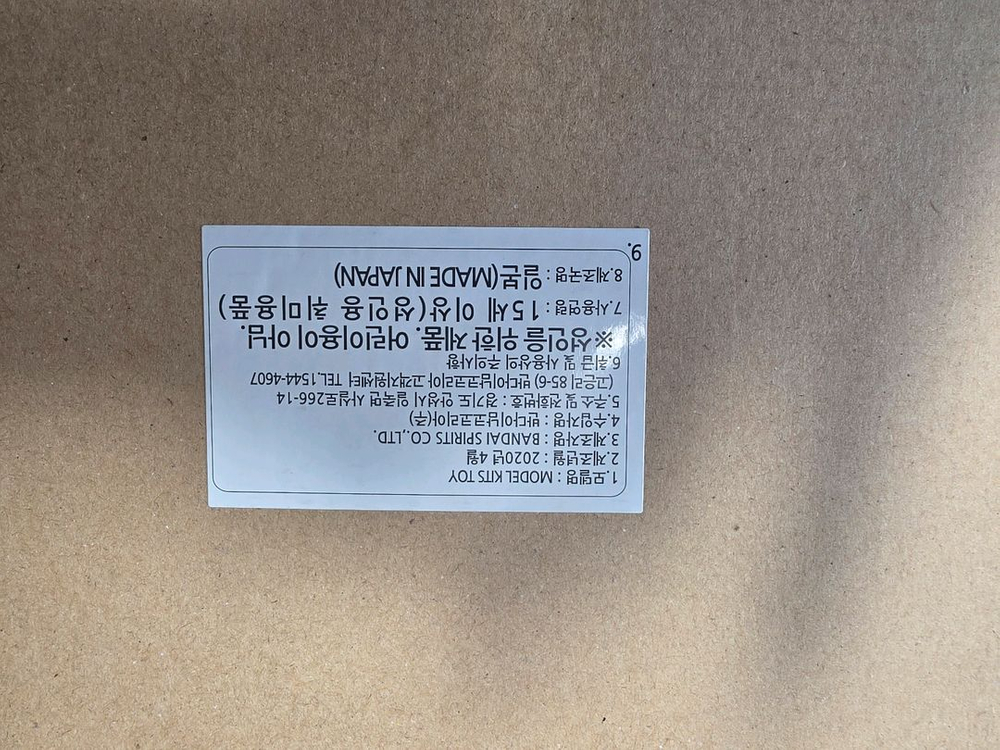 1.모델명 : MODEL KITS TOY
2.제조년월 : 2020년 4월
3.제조자명 : BANDAI SPIRITS CO.,LTD.
4.수입자명 : 반다이남코코리아(주)
5.주소 및 전화번호 : 경기도 안성시 일죽면 사실로266-14
(고은리 85-6) 반다이남코코리아 고객지원센터 TEL.1544-4607
6.취급 및 사용상의 주의사항
※성인을 위한 제품. 어린이용이 아님.
7.사용연령 : 15세 이상(성인용 취미용품)
8.제조국명 : 일본(MADE IN JAPAN)
9.